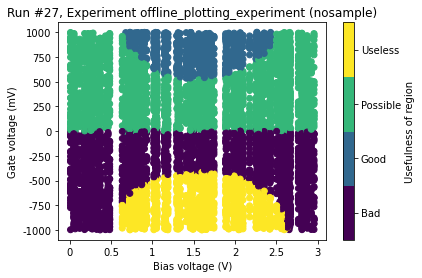 Run #27, Experiment offline_plotting_experiment (nosample)
1000
750
500
250
0
-250
-500
-750
-1000
Gate voltage (mV)
0
0.5
1
1.5
2
2.5
3
Bias voltage (V)
Useless
Possible
Good
Bad
Usefulness of region